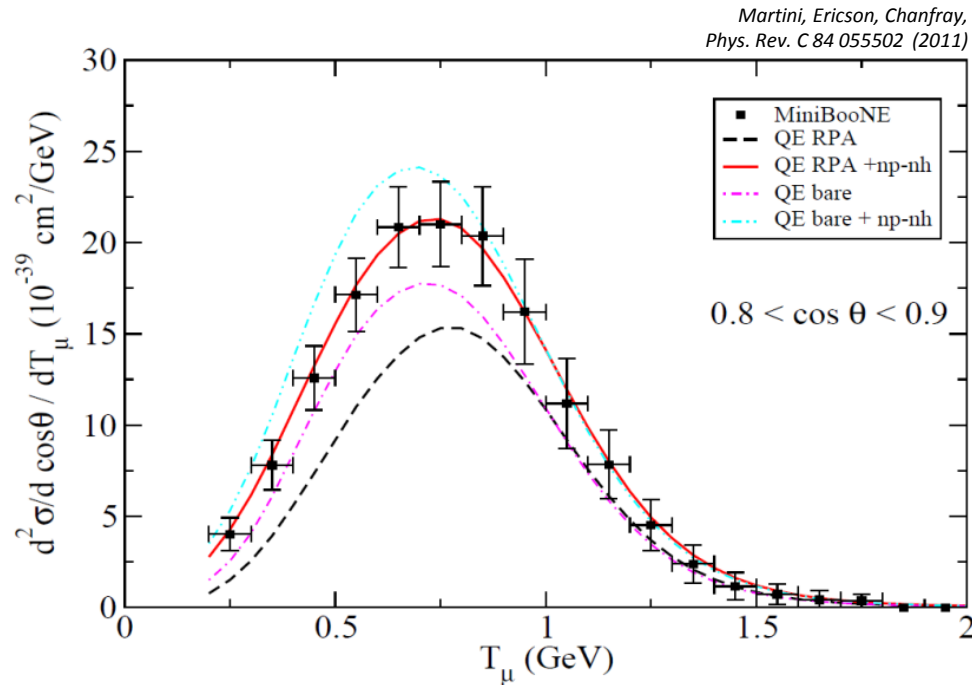 Martini, Ericson, Chanfray,
Phys. Rev. C 84 055502 (2011)
30
25
20
15
10
5
0
d²σ/d cosθ / dT_μ (10⁻³⁹ cm²/GeV)
MiniBooNE
QE RPA
QE RPA +np-nh
QE bare
QE bare + np-nh
0.8 < cos θ < 0.9
0 0.5 1 1.5 2
T_μ (GeV)